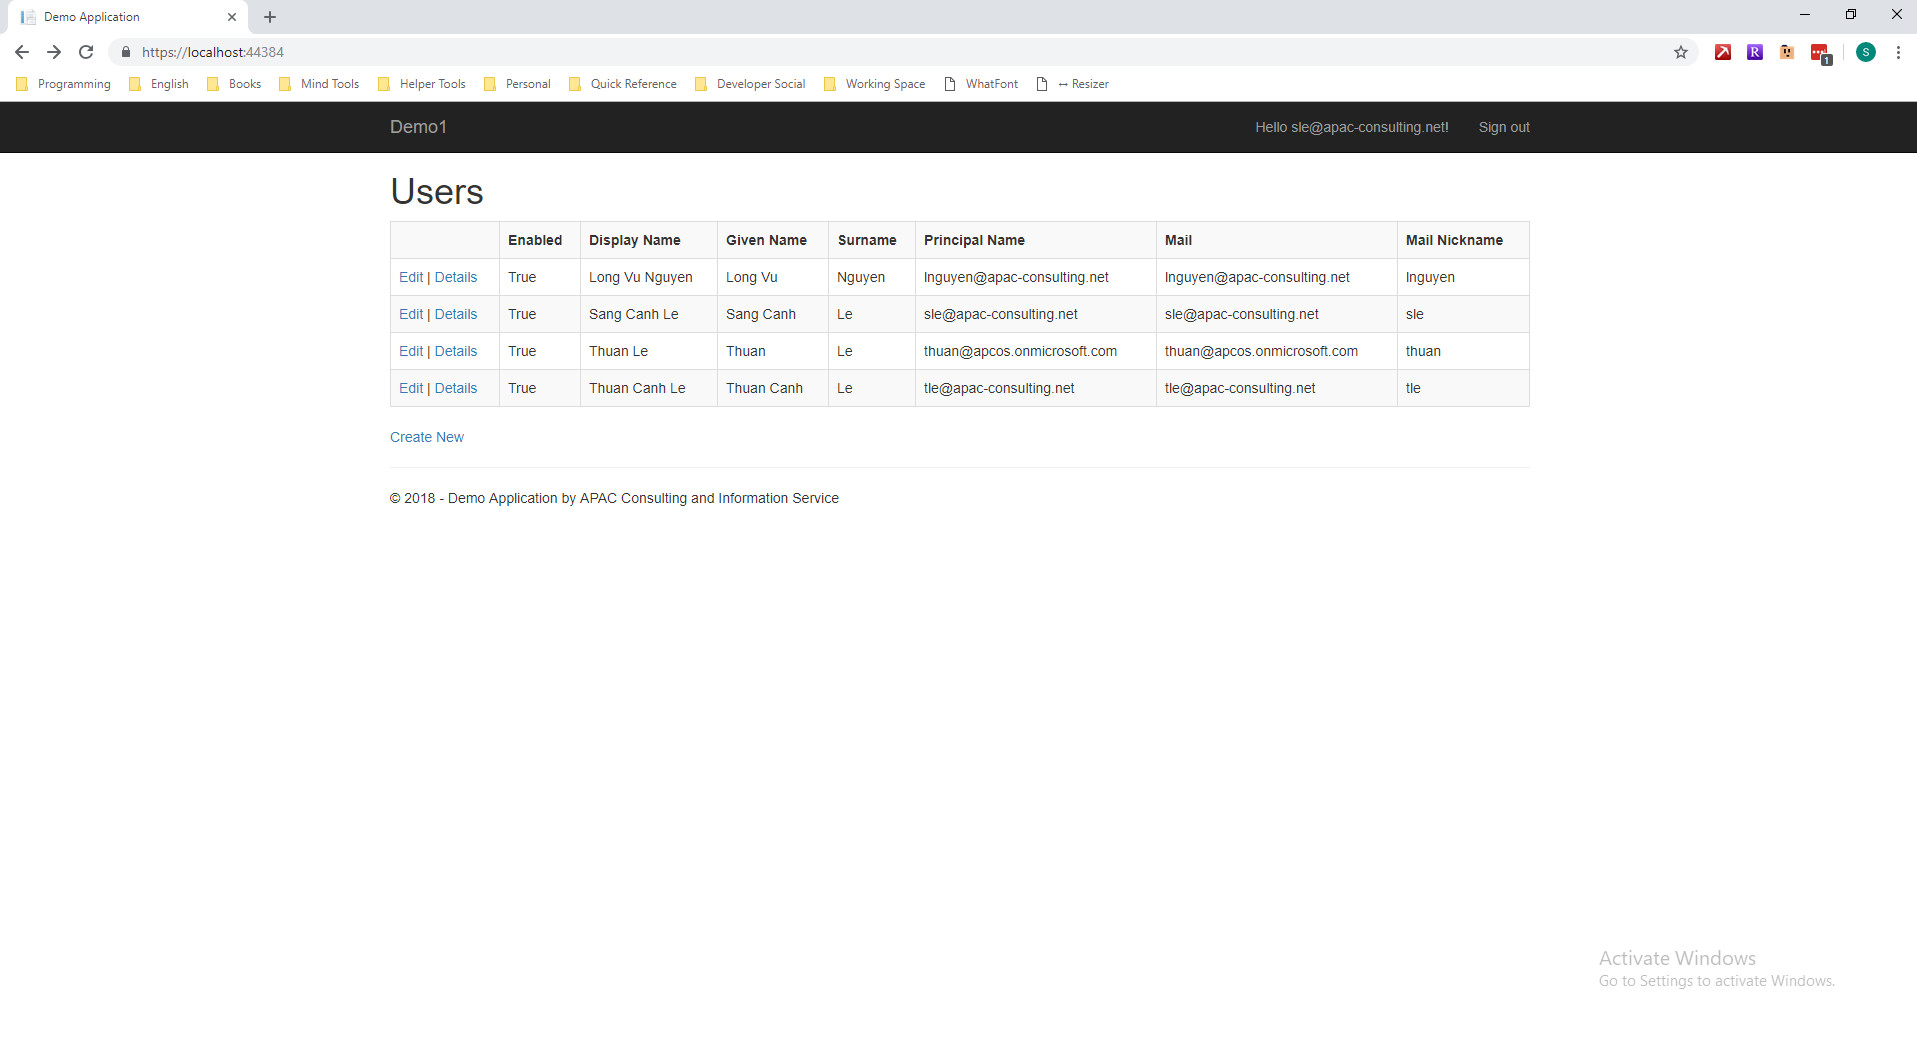 Demo Application
https://localhost:44384
S
R
1
Programming English Books Mind Tools Helper Tools Personal Quick Reference Developer Social Working Space WhatFont ↔ Resizer
Demo1 Hello sle@apac-consulting.net! Sign out
Users
Enabled Display Name Given Name Surname Principal Name Mail Mail Nickname
Edit | Details True Long Vu Nguyen Long Vu Nguyen lnguyen@apac-consulting.net lnguyen@apac-consulting.net lnguyen
Edit | Details True Sang Canh Le Sang Canh Le sle@apac-consulting.net sle@apac-consulting.net sle
Edit | Details True Thuan Le Thuan Le thuan@apcos.onmicrosoft.com thuan@apcos.onmicrosoft.com thuan
Edit | Details True Thuan Canh Le Thuan Canh Le tle@apac-consulting.net tle@apac-consulting.net tle
Create New
© 2018 - Demo Application by APAC Consulting and Information Service
Activate Windows
Go to Settings to activate Windows.